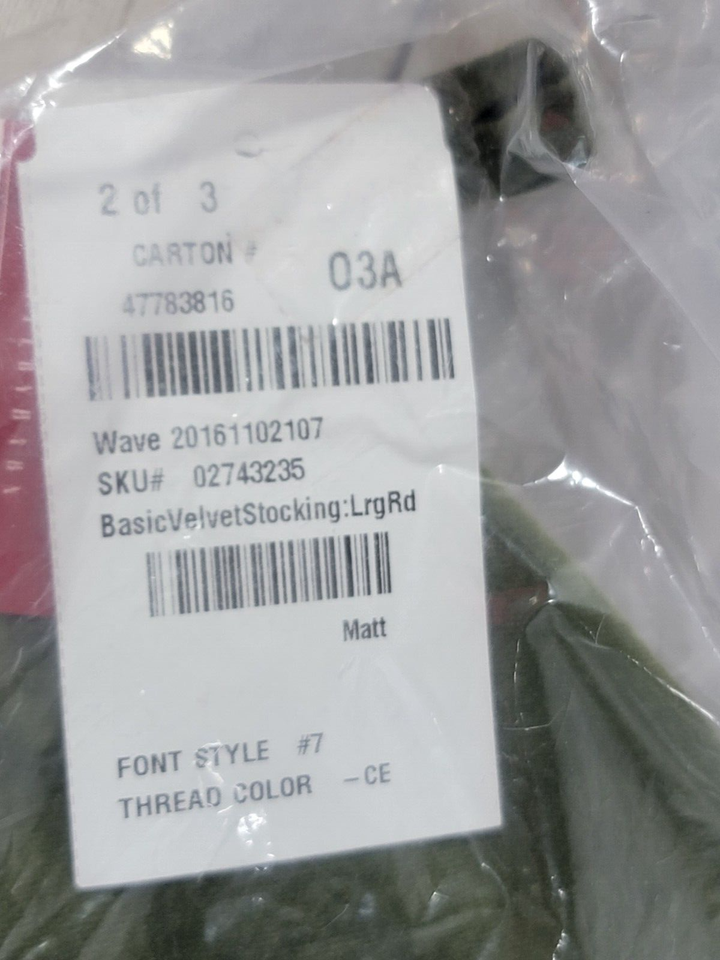 2 of 3
CARTON #
03A
47783816
Wave 20161102107
SKU# 02743235
BasicVelvetStocking:LrgRd
Matt
FONT STYLE #7
THREAD COLOR -CE